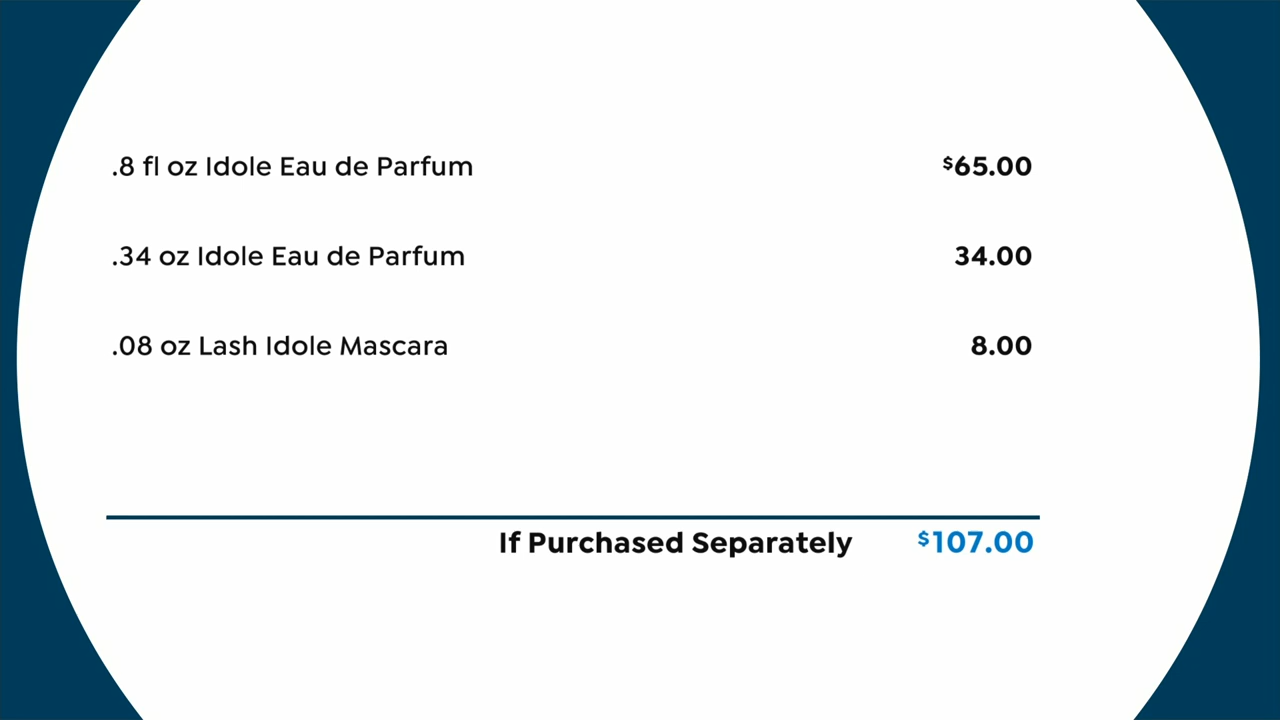 .8 fl oz Idole Eau de Parfum $65.00
.34 oz Idole Eau de Parfum 34.00
.08 oz Lash Idole Mascara 8.00
If Purchased Separately $107.00